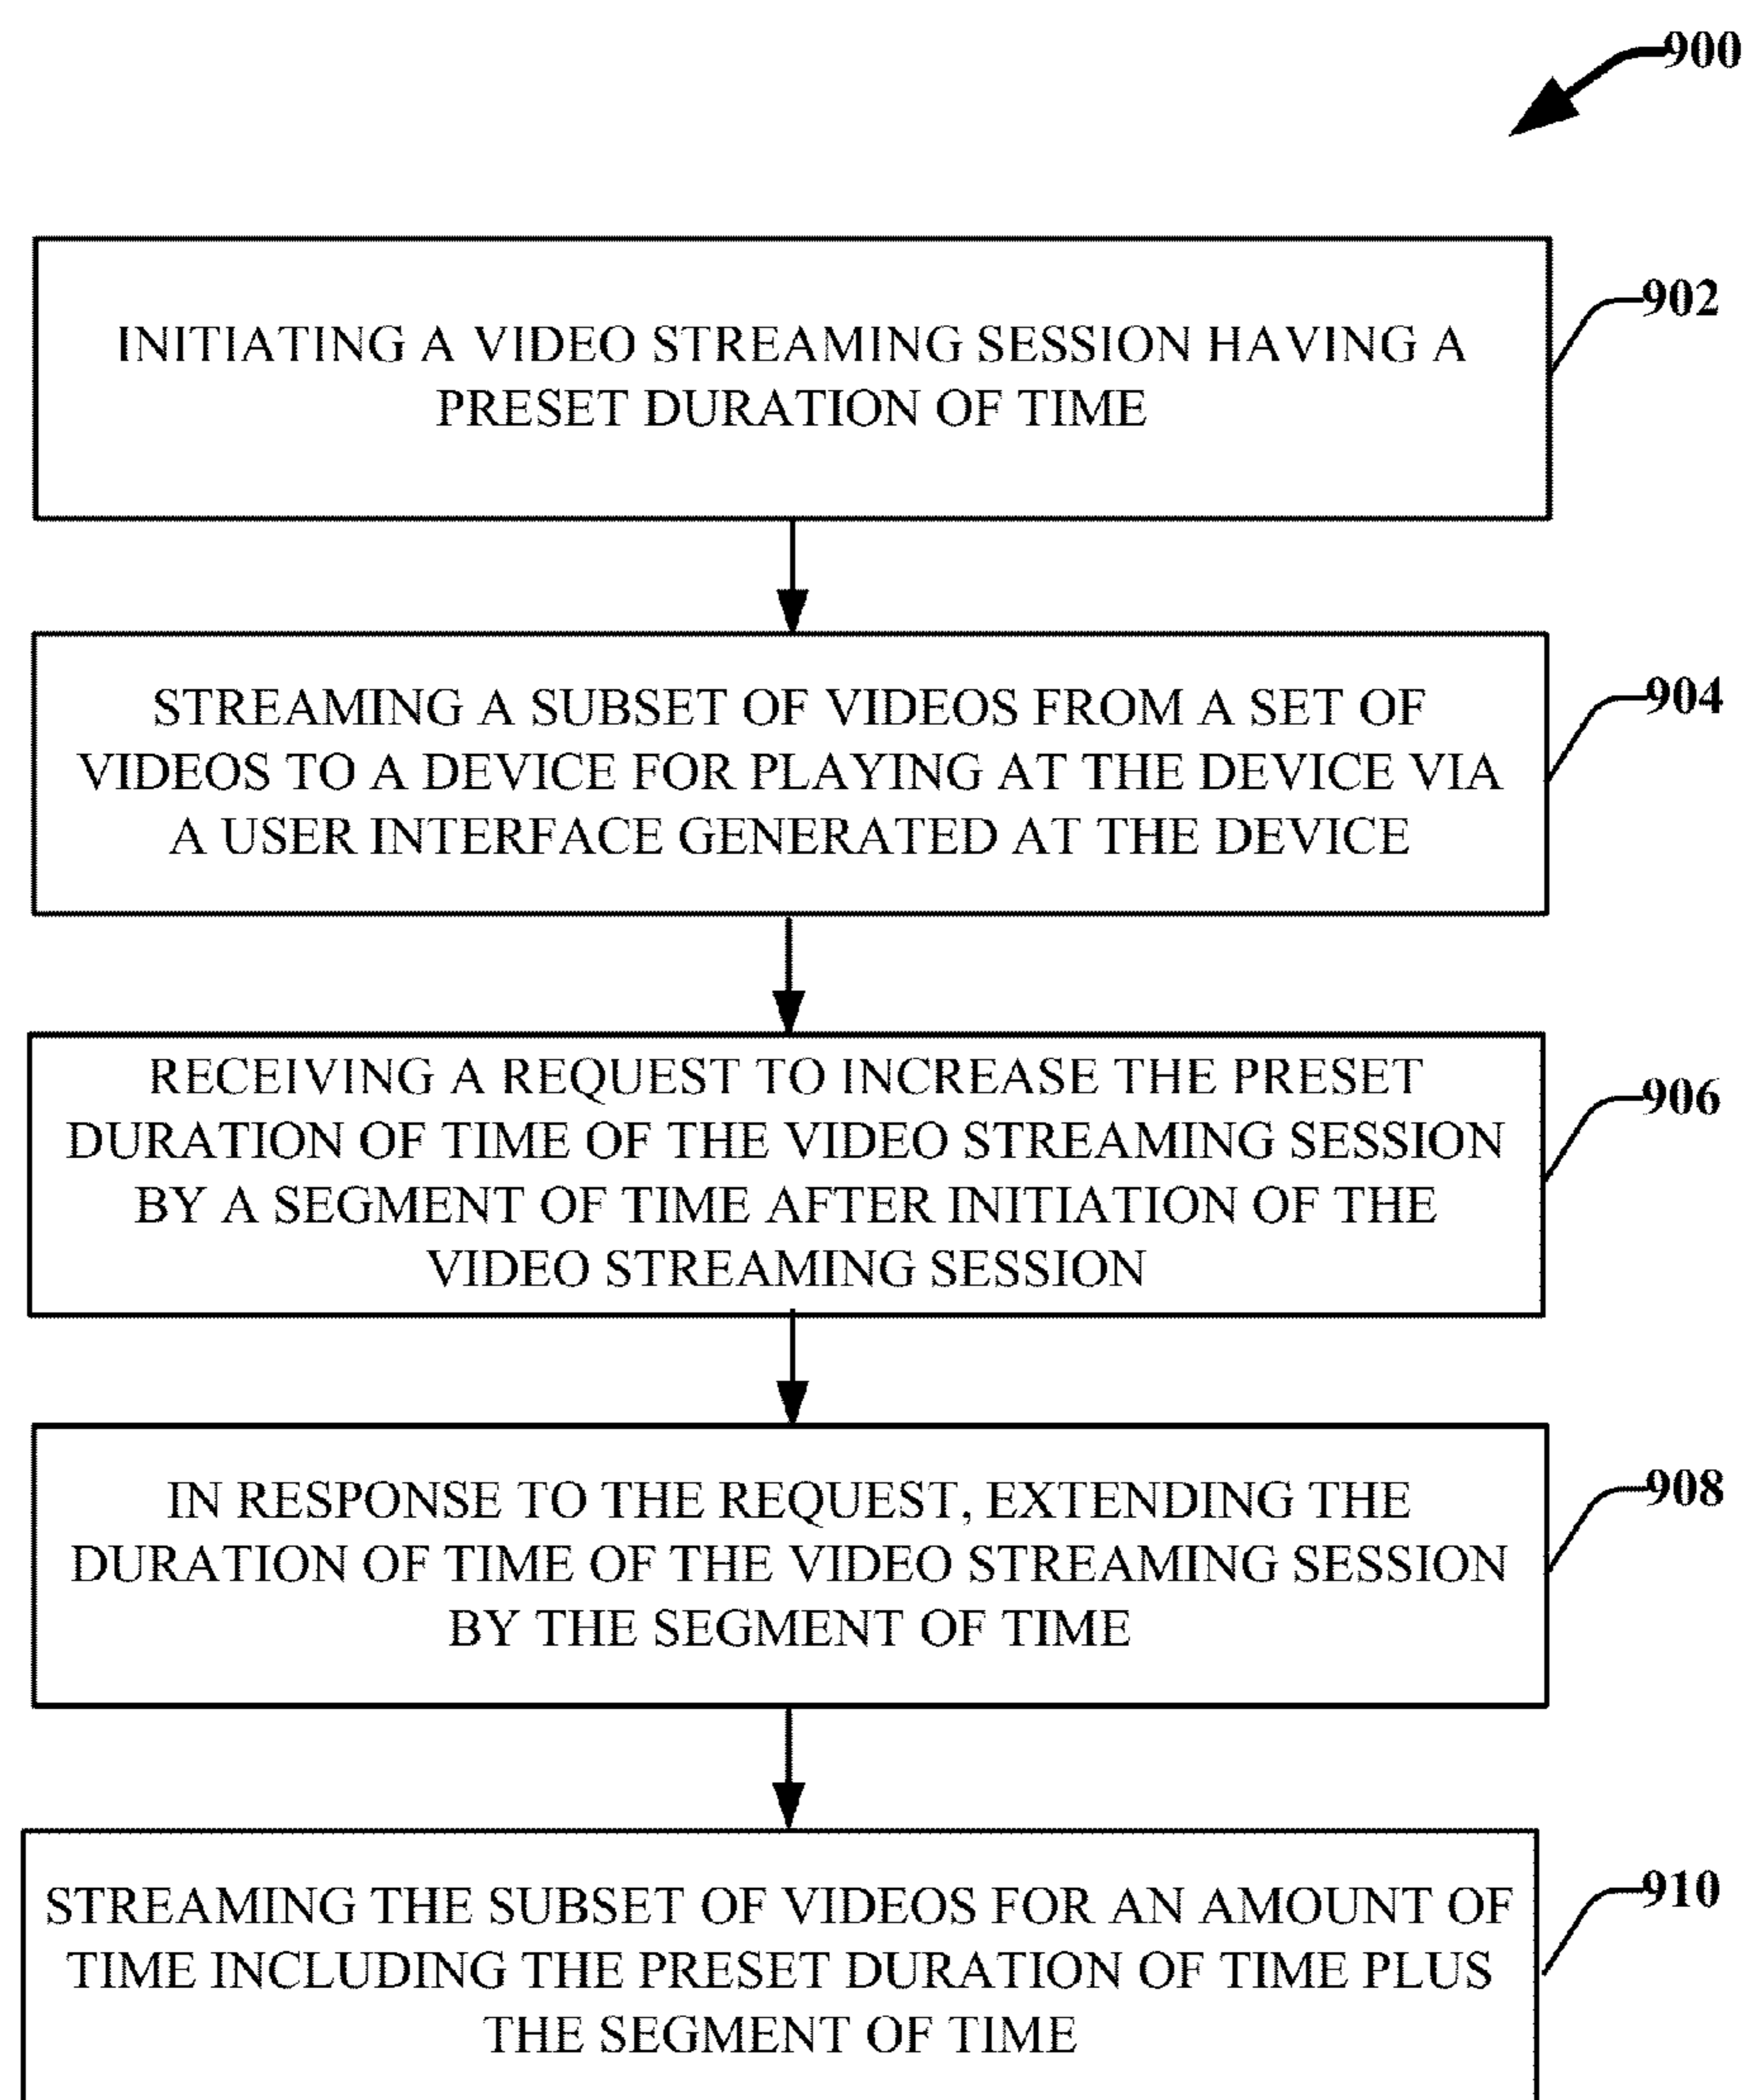 900
INITIATING A VIDEO STREAMING SESSION HAVING A
PRESET DURATION OF TIME
902
STREAMING A SUBSET OF VIDEOS FROM A SET OF
VIDEOS TO A DEVICE FOR PLAYING AT THE DEVICE VIA
A USER INTERFACE GENERATED AT THE DEVICE
904
RECEIVING A REQUEST TO INCREASE THE PRESET
DURATION OF TIME OF THE VIDEO STREAMING SESSION
BY A SEGMENT OF TIME AFTER INITIATION OF THE
VIDEO STREAMING SESSION
906
IN RESPONSE TO THE REQUEST, EXTENDING THE
DURATION OF TIME OF THE VIDEO STREAMING SESSION
BY THE SEGMENT OF TIME
908
STREAMING THE SUBSET OF VIDEOS FOR AN AMOUNT OF
TIME INCLUDING THE PRESET DURATION OF TIME PLUS
THE SEGMENT OF TIME
910